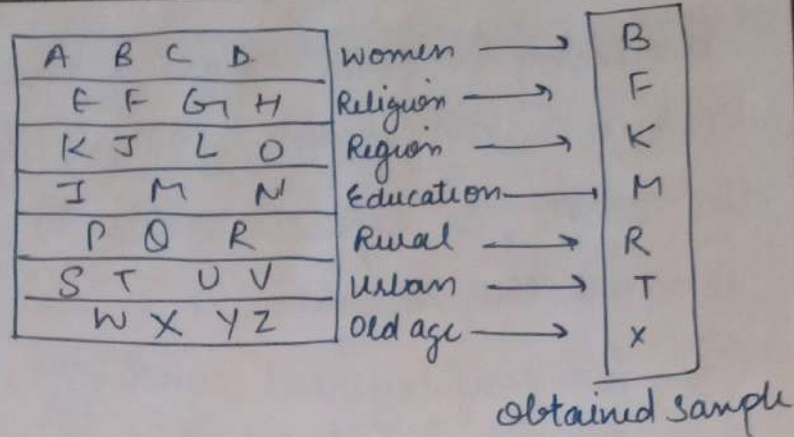 A B C D Women → B
E F G H Religion → F
K J L O Region → K
I M N Education → M
P Q R Rural → R
S T U V Urban → T
W X Y Z Old age → X
Obtained sample